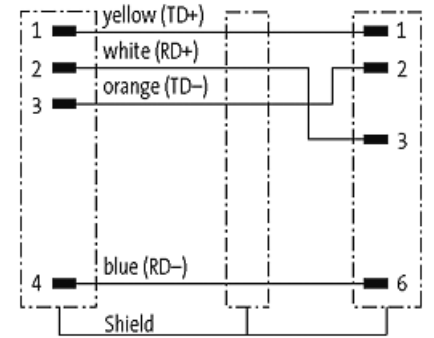 1 yellow (TD+) 1
2 white (RD+) 2
3 orange (TD–)
3
4 blue (RD–) 6
Shield